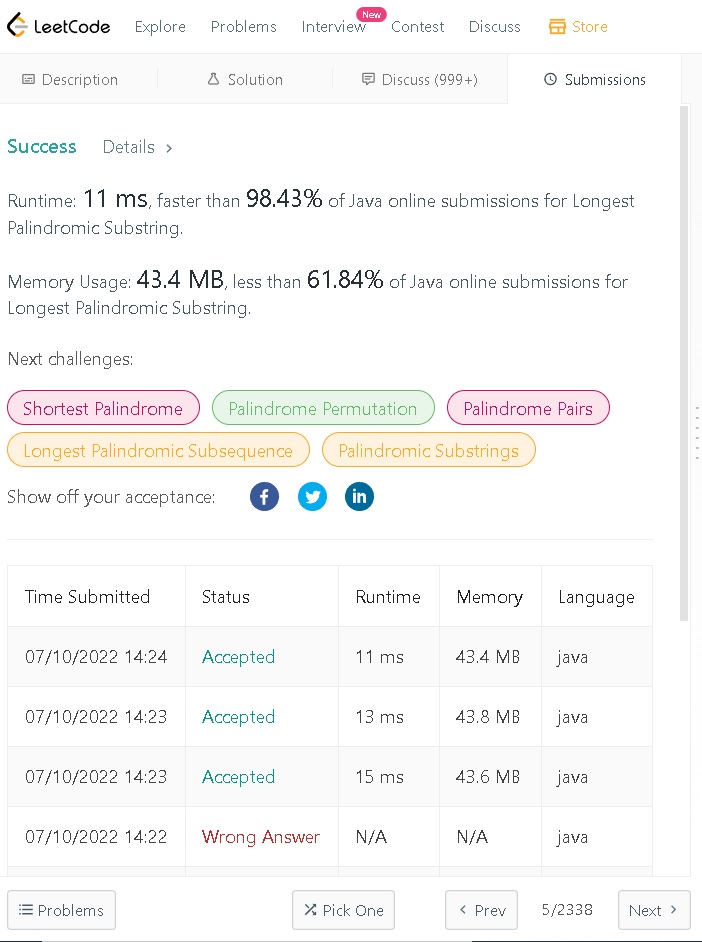 LeetCode Explore Problems Interview New Contest Discuss Store
Description Solution Discuss (999+) Submissions
Success Details >
Runtime: 11 ms, faster than 98.43% of Java online submissions for Longest
Palindromic Substring.
Memory Usage: 43.4 MB, less than 61.84% of Java online submissions for
Longest Palindromic Substring.
Next challenges:
Shortest Palindrome Palindrome Permutation Palindrome Pairs
Longest Palindromic Subsequence Palindromic Substrings
Show off your acceptance:
Time Submitted Status Runtime Memory Language
07/10/2022 14:24 Accepted 11 ms 43.4 MB java
07/10/2022 14:23 Accepted 13 ms 43.8 MB java
07/10/2022 14:23 Accepted 15 ms 43.6 MB java
07/10/2022 14:22 Wrong Answer N/A N/A java
Problems Pick One < Prev 5/2338 Next >